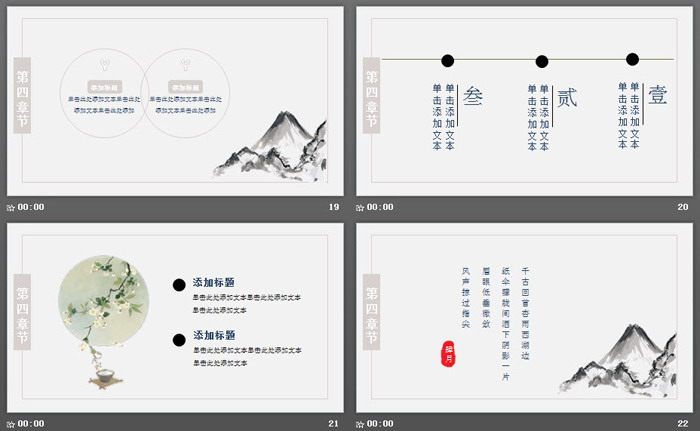 第四章节
添加标题
单击此处添加文本单击此处
添加文本单击此处添加
添加标题
单击此处添加文本单击此处
添加文本单击此处添加
00:00
19
第四章节
壹
单击添加文本
单击添加文本
贰
单击添加文本
单击添加文本
叁
单击添加文本
单击添加文本
00:00
20
第四章节
添加标题
单击此处添加文本单击此处添加文本
单击此处添加文本
添加标题
单击此处添加文本单击此处添加文本
单击此处添加文本
00:00
21
第四章节
千古回首杏雨西湖边
纸伞朦胧间洒下阴影一片
眉眼低垂微敛
风声掠过指尖
月
00:00
22